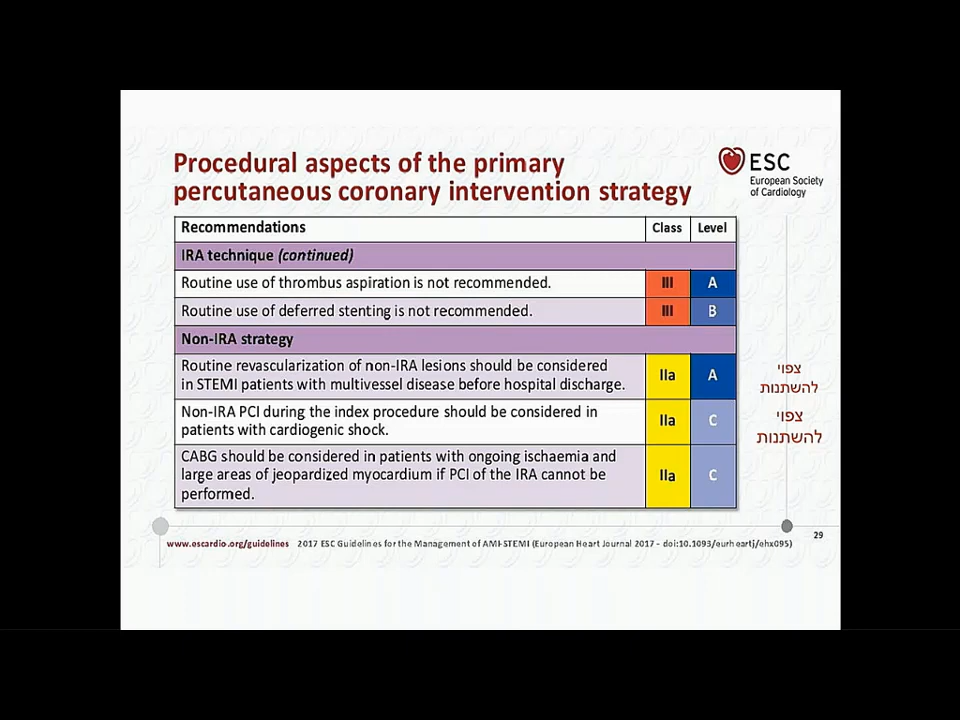 Procedural aspects of the primary
percutaneous coronary intervention strategy
ESC
European Society
of Cardiology
Recommendations Class Level
IRA technique (continued)
Routine use of thrombus aspiration is not recommended. III A
Routine use of deferred stenting is not recommended. III B
Non-IRA strategy
Routine revascularization of non-IRA lesions should be considered
in STEMI patients with multivessel disease before hospital discharge. IIa A
צפוי
להשתנות
Non-IRA PCI during the index procedure should be considered in
patients with cardiogenic shock. IIa C
צפוי
להשתנות
CABG should be considered in patients with ongoing ischaemia and
large areas of jeopardized myocardium if PCI of the IRA cannot be
performed. IIa C
29
www.escardio.org/guidelines 2017 ESC Guidelines for the Management of AMI-STEMI (European Heart Journal 2017 - doi:10.1093/eurheartj/ehx095)